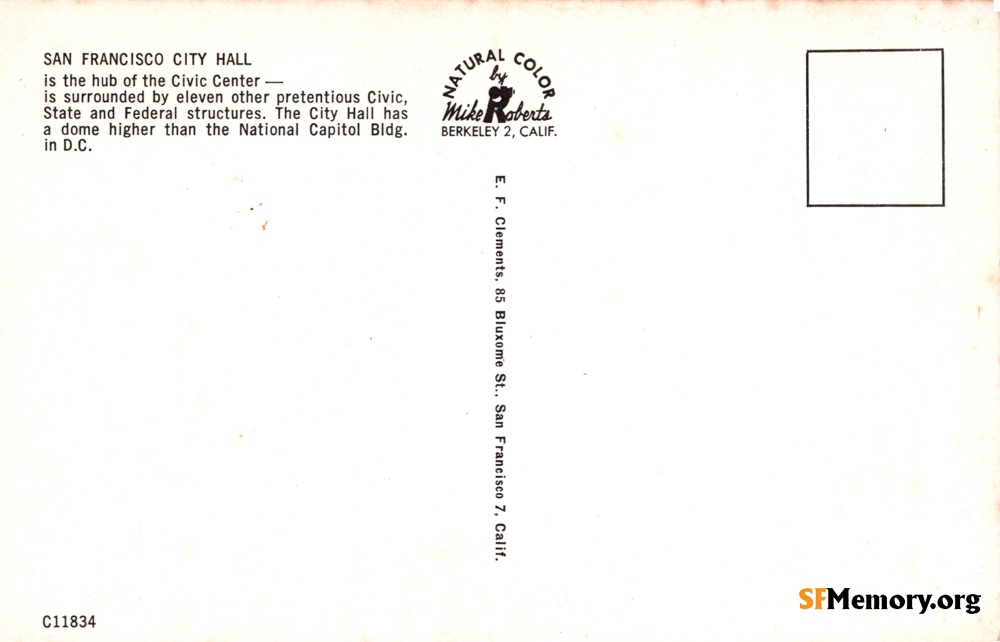 SAN FRANCISCO CITY HALL
is the hub of the Civic Center —
is surrounded by eleven other pretentious Civic,
State and Federal structures. The City Hall has
a dome higher than the National Capitol Bldg.
in D.C.
NATURAL COLOR
by
Mike Roberts
BERKELEY 2, CALIF.
E. F. Clements, 85 Bluxome St., San Francisco 7, Calif.
C11834
SFMemory.org